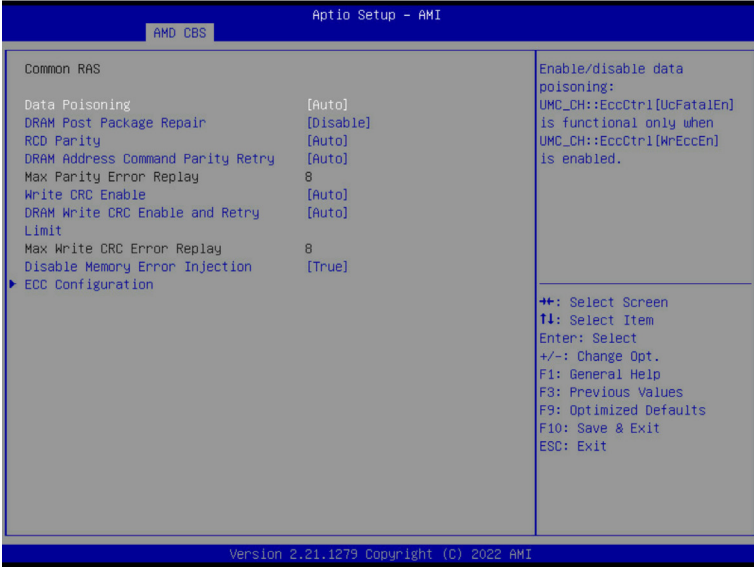 Aptio Setup - AMI
AMD CBS
Common RAS
Data Poisoning [Auto]
DRAM Post Package Repair [Disable]
RCD Parity [Auto]
DRAM Address Command Parity Retry [Auto]
Max Parity Error Replay 8
Write CRC Enable [Auto]
DRAM Write CRC Enable and Retry [Auto]
Limit
Max Write CRC Error Replay 8
Disable Memory Error Injection [True]
ECC Configuration
Enable/disable data
poisoning:
UMC_CH::EccCtrl[UcFatalEn]
is functional only when
UMC_CH::EccCtrl[WrEccEn]
is enabled.
→←: Select Screen
↑↓: Select Item
Enter: Select
+/-: Change Opt.
F1: General Help
F3: Previous Values
F9: Optimized Defaults
F10: Save & Exit
ESC: Exit
Version 2.21.1279 Copyright (C) 2022 AMI